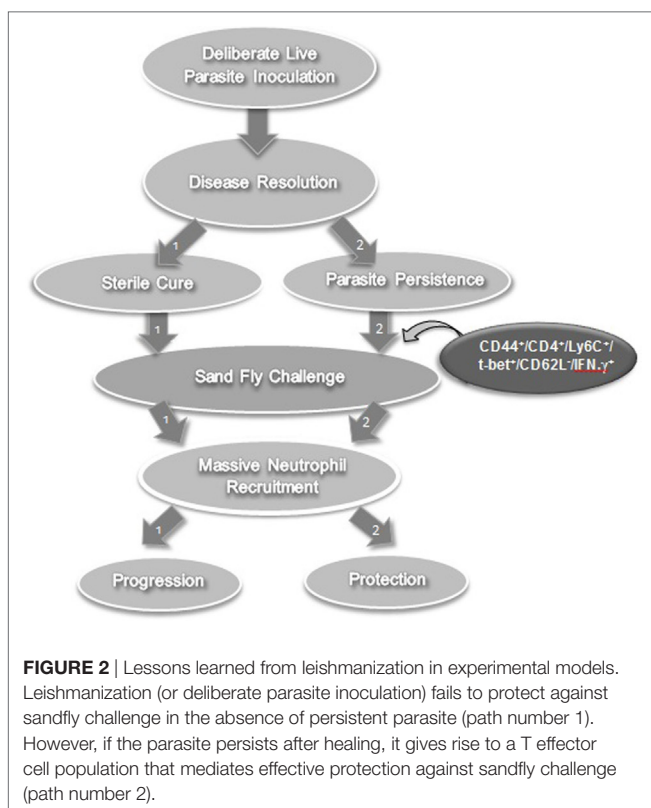 Deliberate Live
Parasite Inoculation
Disease Resolution
1
2
Sterile Cure
Parasite Persistence
1
2
CD44⁺/CD4⁺/Ly6C⁺/
t-bet⁺/CD62L⁻/IFN.γ⁺
Sand Fly Challenge
1
2
Massive Neutrophil
Recruitment
1
2
Progression
Protection
FIGURE 2 | Lessons learned from leishmanization in experimental models.
Leishmanization (or deliberate parasite inoculation) fails to protect against
sandfly challenge in the absence of persistent parasite (path number 1).
However, if the parasite persists after healing, it gives rise to a T effector
cell population that mediates effective protection against sandfly challenge
(path number 2).